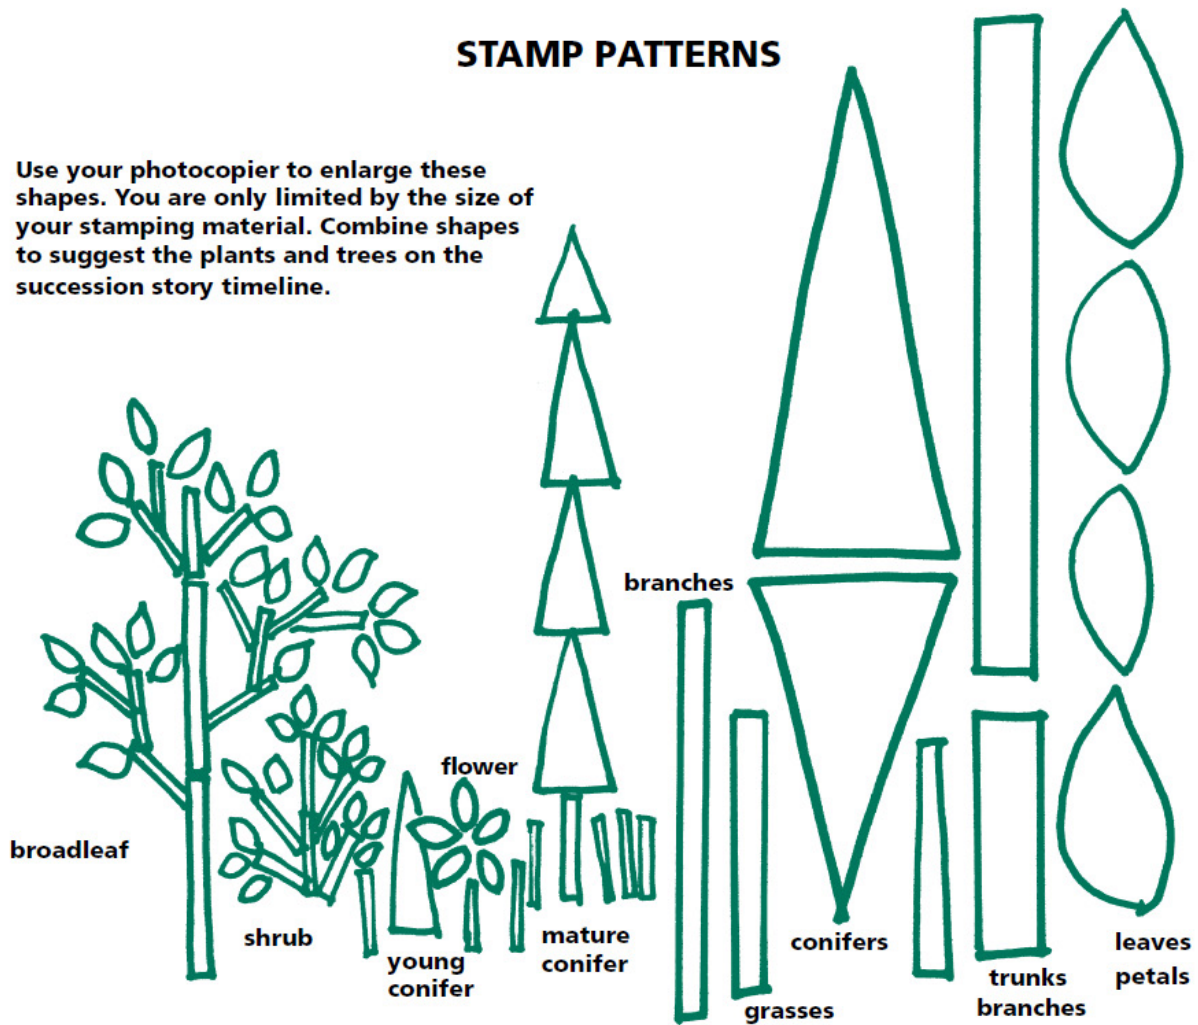 STAMP PATTERNS
Use your photocopier to enlarge these
shapes. You are only limited by the size of
your stamping material. Combine shapes
to suggest the plants and trees on the
succession story timeline.
branches
flower
broadleaf
shrub
young
conifer
mature
conifer
conifers
grasses
trunks
branches
leaves
petals